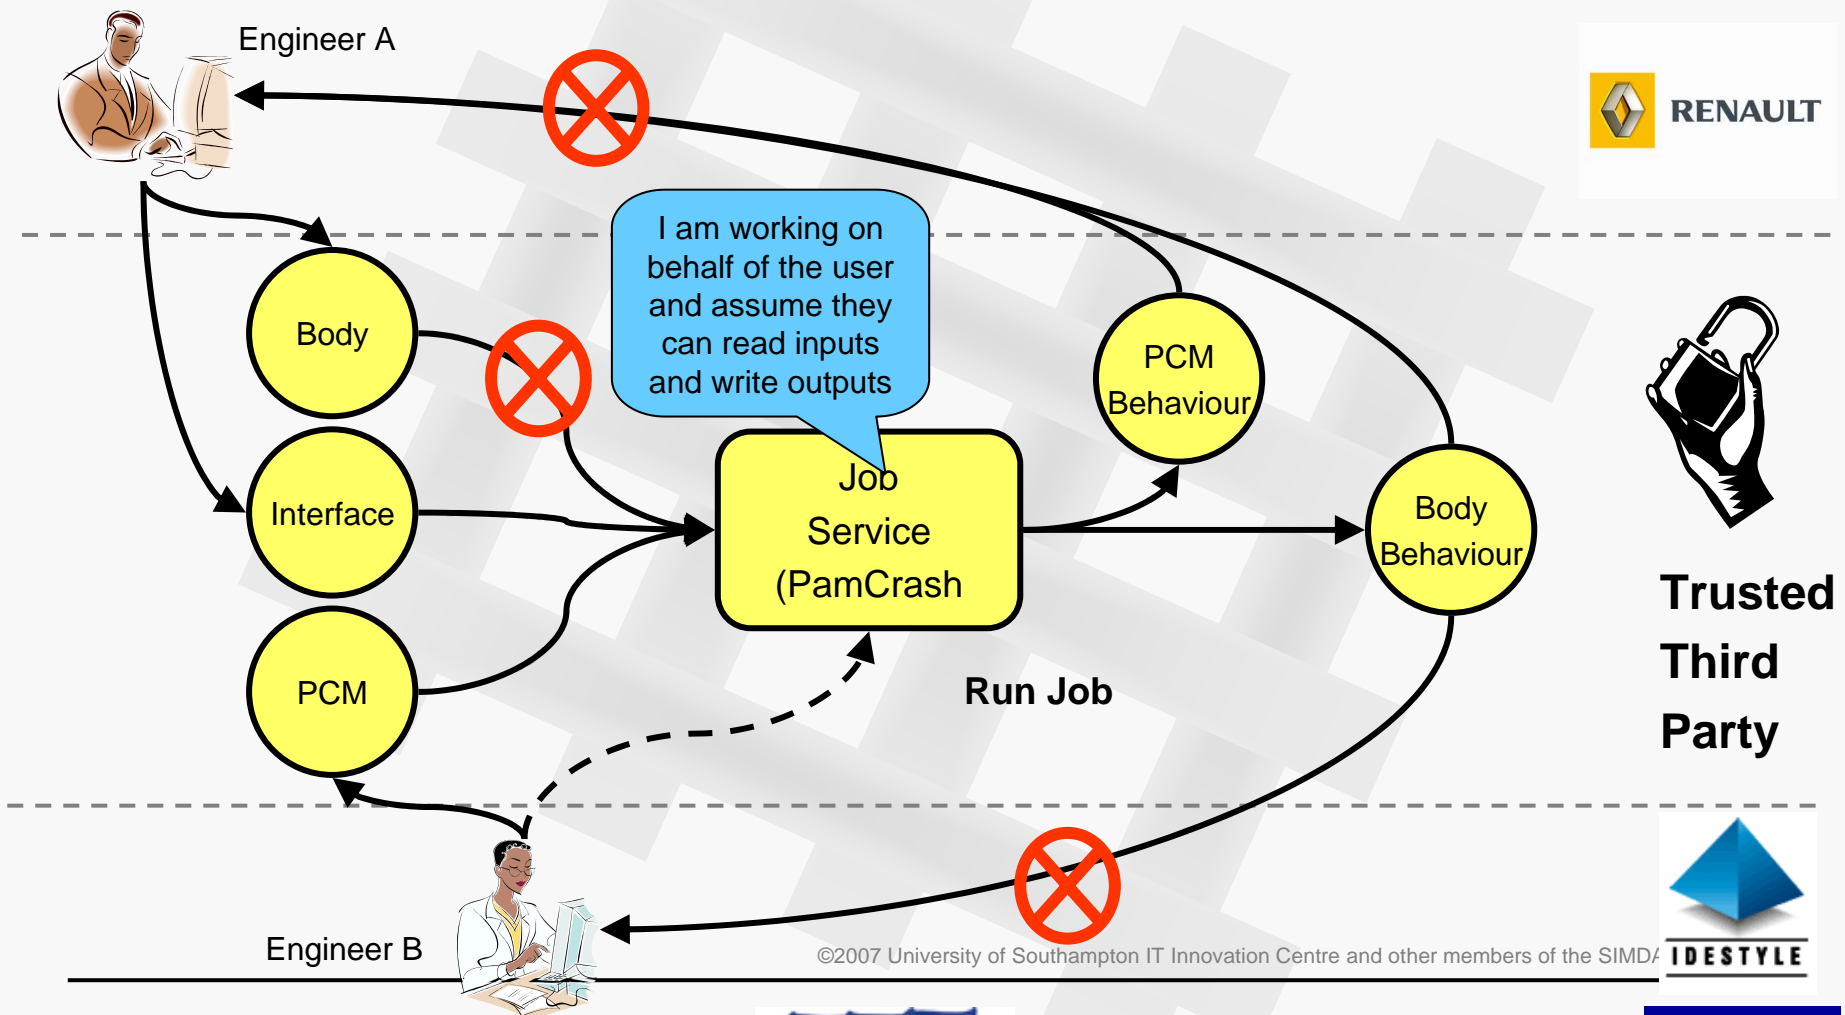 Engineer A
RENAULT
I am working on
behalf of the user
and assume they
can read inputs
and write outputs
Body
PCM
Behaviour
Interface
Job
Service
(PamCrash
Body
Behaviour
Trusted
Third
Party
PCM
Run Job
Engineer B
©2007 University of Southampton IT Innovation Centre and other members of the SIMDA
IDESTYLE